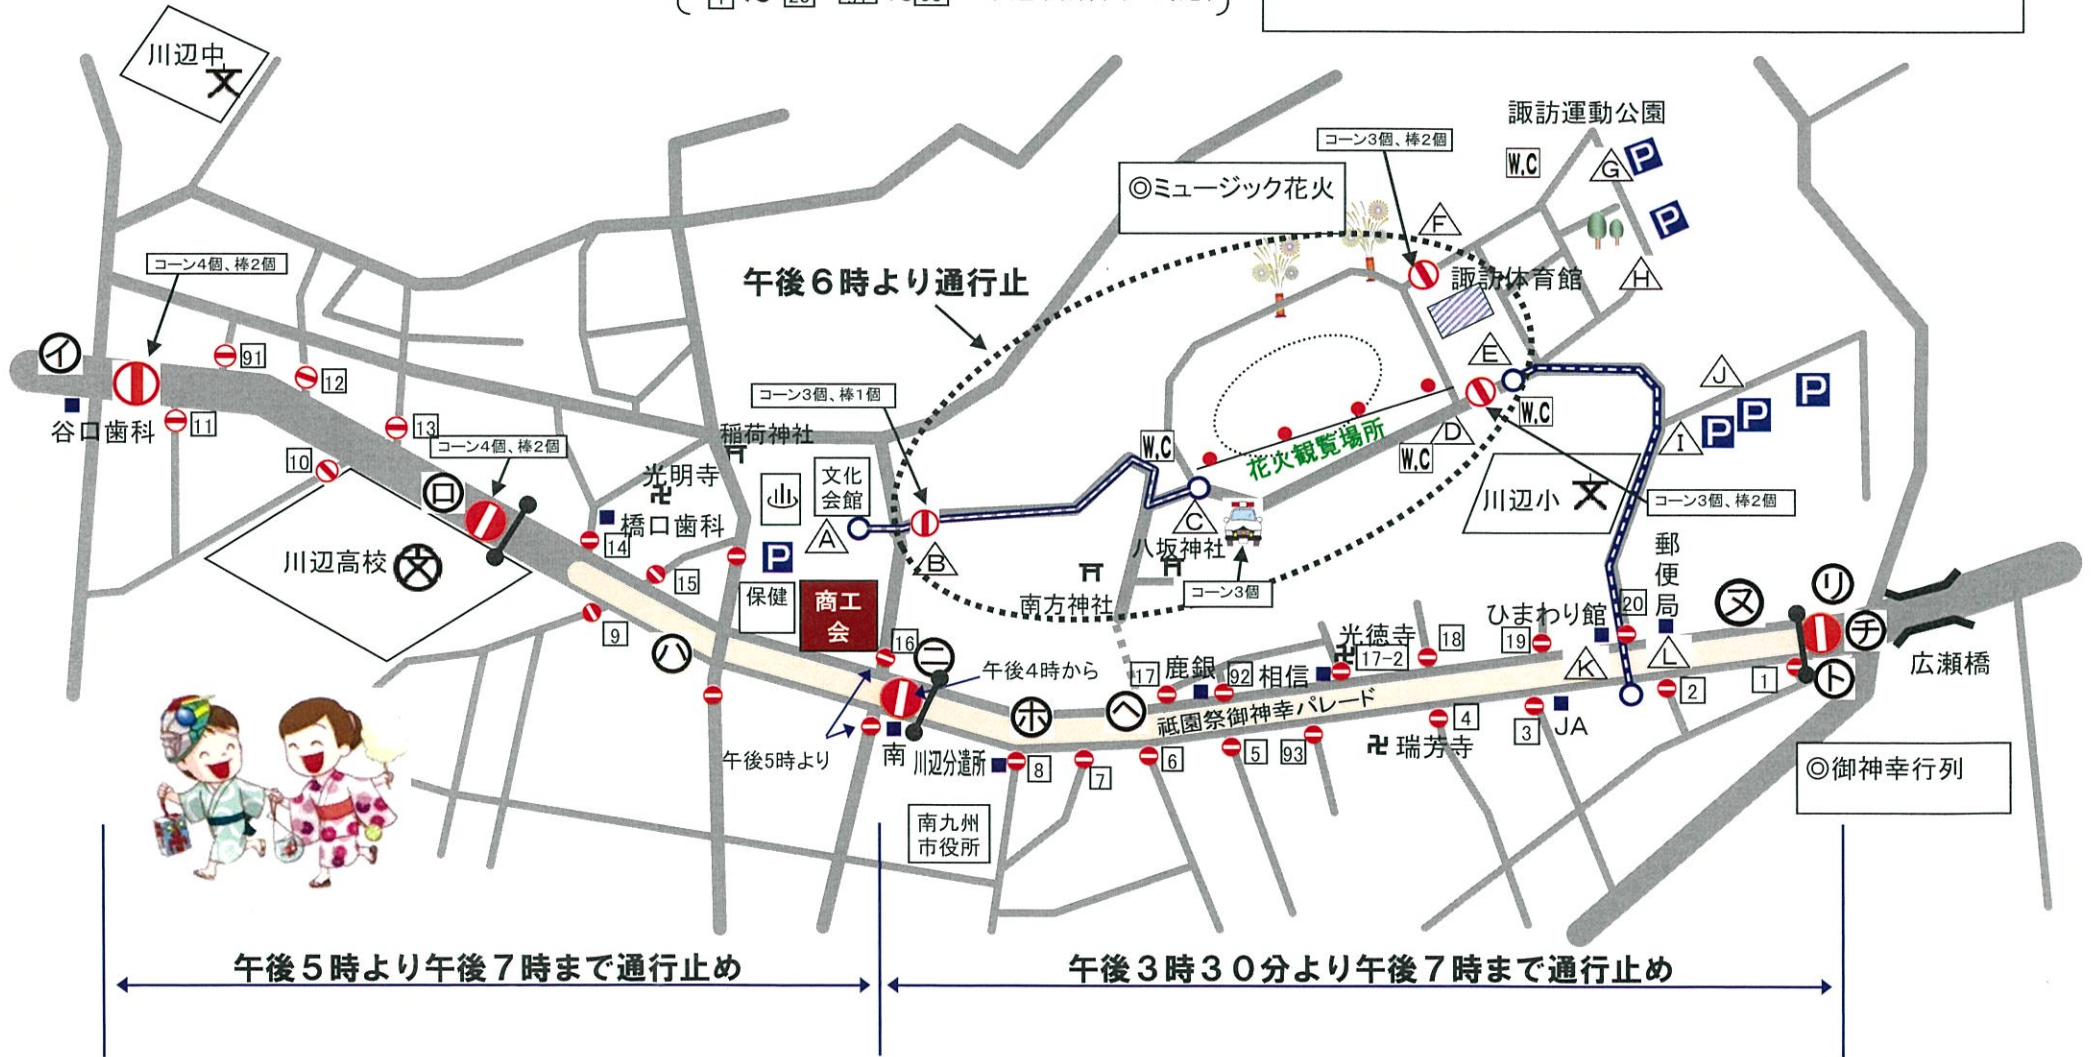 川辺中
文
諏訪運動公園
コーン3個、棒2個
W.C
G
P
◎ミュージック花火
P
F
コーン4個、棒2個
午後6時より通行止
諏訪体育館
H
イ
91
12
E
J
P
コーン3個、棒1個
谷口歯科
11
13
コーン4個、棒2個
稲荷神社
W.C
花火観覧場所
D
W.C
W.C
I
P
P
10
ロ
光明寺
卍
文化
会館
川辺小
文
コーン3個、棒2個
橋口歯科
A
B
C
八坂神社
川辺高校
文
14
P
15
保健
商工
会
南方神社
コーン3個
郵便局
ひまわり館
20
ヌ
リ
チ
9
ハ
16
ニ
午後4時から
17
鹿銀
92
相信
光徳寺
卍
17-2
18
19
K
L
広瀬橋
ホ
ヘ
祇園祭御神幸パレード
1
ト
2
午後5時より
南
川辺分遣所
8
7
6
5
93
4
卍
瑞芳寺
3
JA
◎御神幸行列
南九州
市役所
午後5時より午後7時まで通行止め
午後3時30分より午後7時まで通行止め